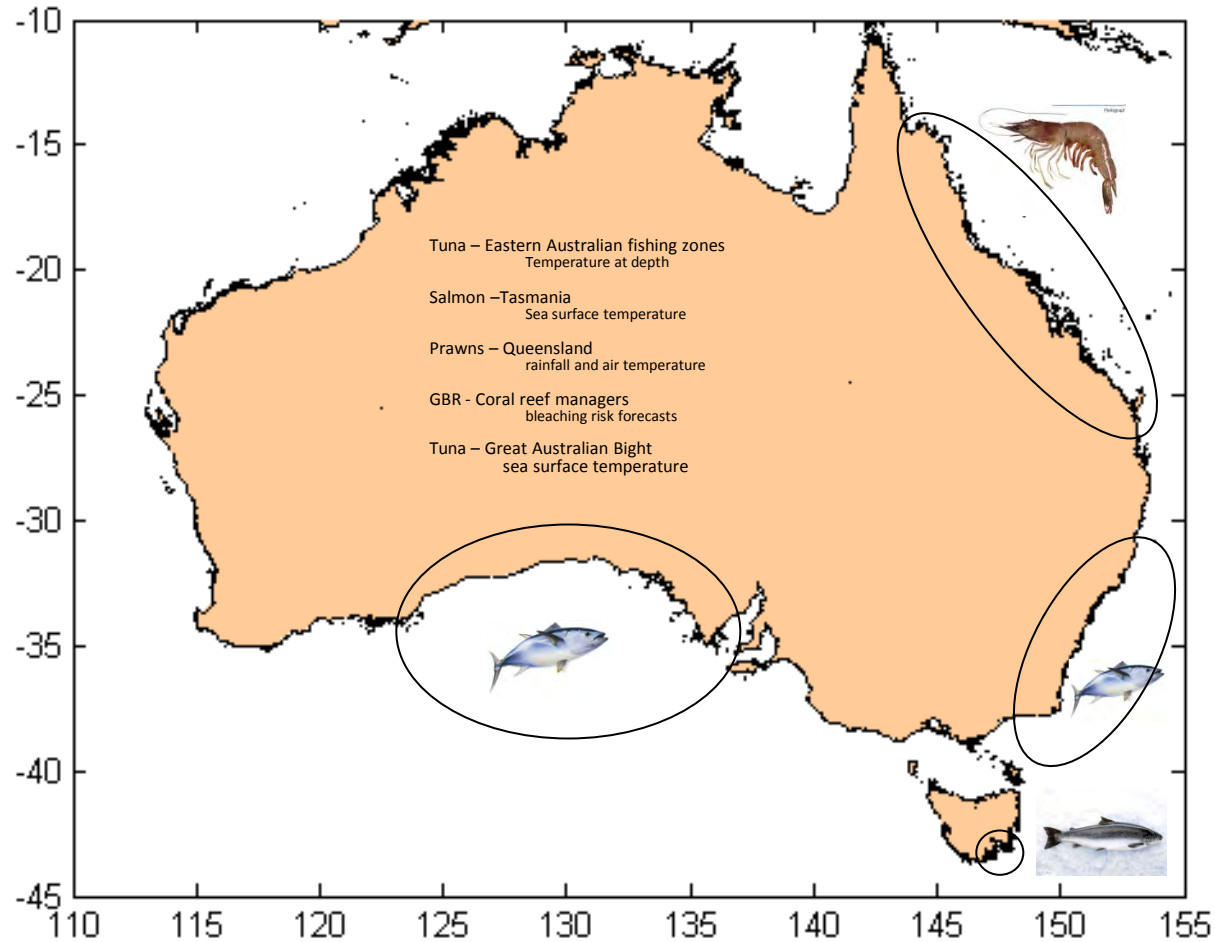 -10
-15
-20
-25
-30
-35
-40
-45
Tuna – Eastern Australian fishing zones
Temperature at depth
Salmon –Tasmania
Sea surface temperature
Prawns – Queensland
rainfall and air temperature
GBR - Coral reef managers
bleaching risk forecasts
Tuna – Great Australian Bight
sea surface temperature
110 115 120 125 130 135 140 145 150 155